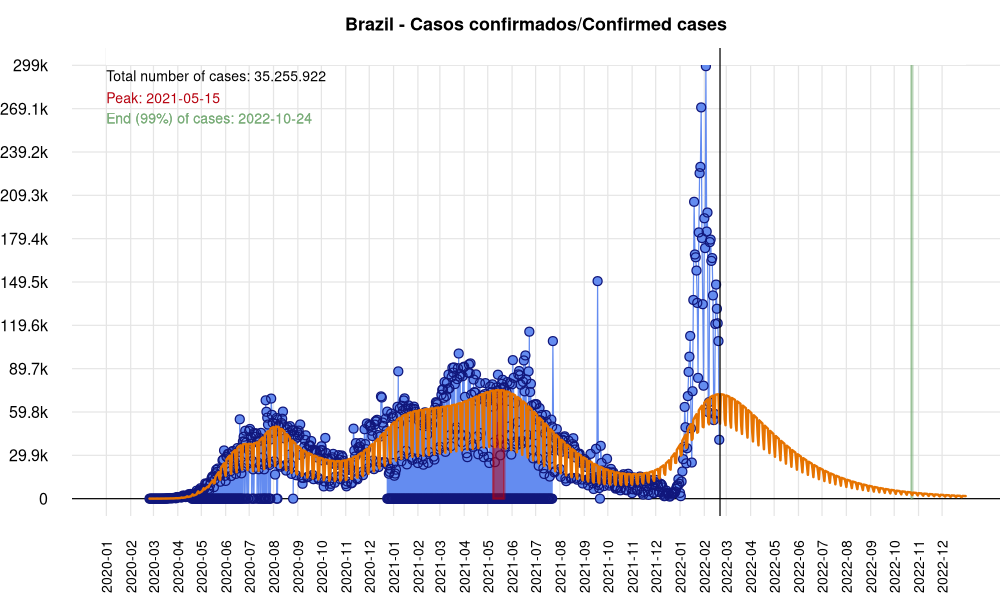 Brazil - Casos confirmados/Confirmed cases
Total number of cases: 35.255.922
Peak: 2021-05-15
End (99%) of cases: 2022-10-24
299k
269.1k
239.2k
209.3k
179.4k
149.5k
119.6k
89.7k
59.8k
29.9k
0
2020-01
2020-02
2020-03
2020-04
2020-05
2020-06
2020-07
2020-08
2020-09
2020-10
2020-11
2020-12
2021-01
2021-02
2021-03
2021-04
2021-05
2021-06
2021-07
2021-08
2021-09
2021-10
2021-11
2021-12
2022-01
2022-02
2022-03
2022-04
2022-05
2022-06
2022-07
2022-08
2022-09
2022-10
2022-11
2022-12